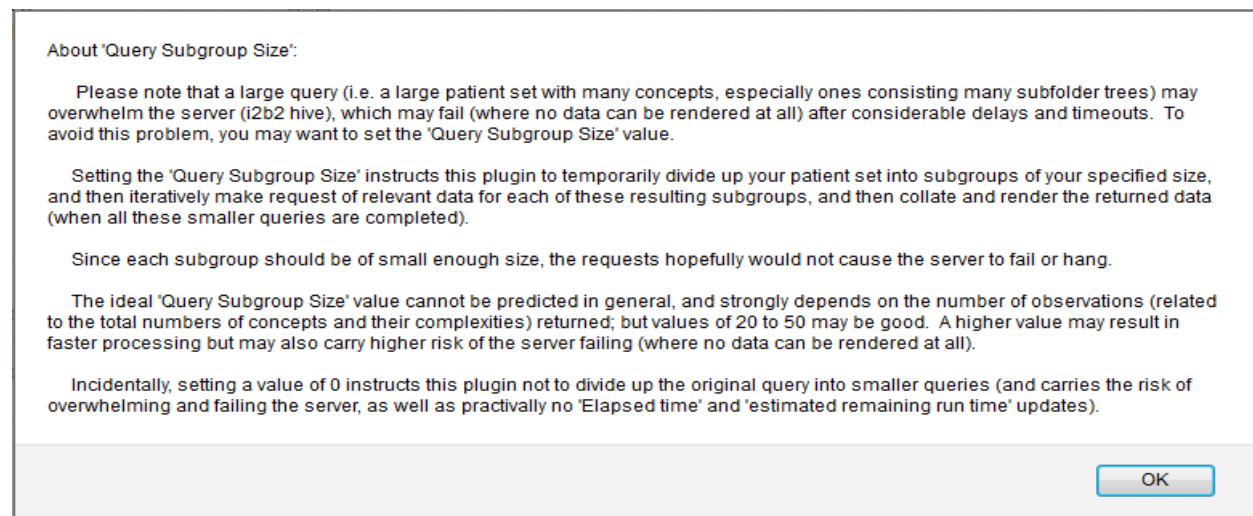 About 'Query Subgroup Size':
Please note that a large query (i.e. a large patient set with many concepts, especially ones consisting many subfolder trees) may
overwhelm the server (i2b2 hive), which may fail (where no data can be rendered at all) after considerable delays and timeouts.  To
avoid this problem, you may want to set the 'Query Subgroup Size' value.
Setting the 'Query Subgroup Size' instructs this plugin to temporarily divide up your patient set into subgroups of your specified size,
and then iteratively make request of relevant data for each of these resulting subgroups, and then collate and render the returned data
(when all these smaller queries are completed).
Since each subgroup should be of small enough size, the requests hopefully would not cause the server to fail or hang.
The ideal 'Query Subgroup Size' value cannot be predicted in general, and strongly depends on the number of observations (related
to the total numbers of concepts and their complexities) returned; but values of 20 to 50 may be good.  A higher value may result in
faster processing but may also carry higher risk of the server failing (where no data can be rendered at all).
Incidentally, setting a value of 0 instructs this plugin not to divide up the original query into smaller queries (and carries the risk of
overwhelming and failing the server, as well as practivally no 'Elapsed time' and 'estimated remaining run time' updates).
OK